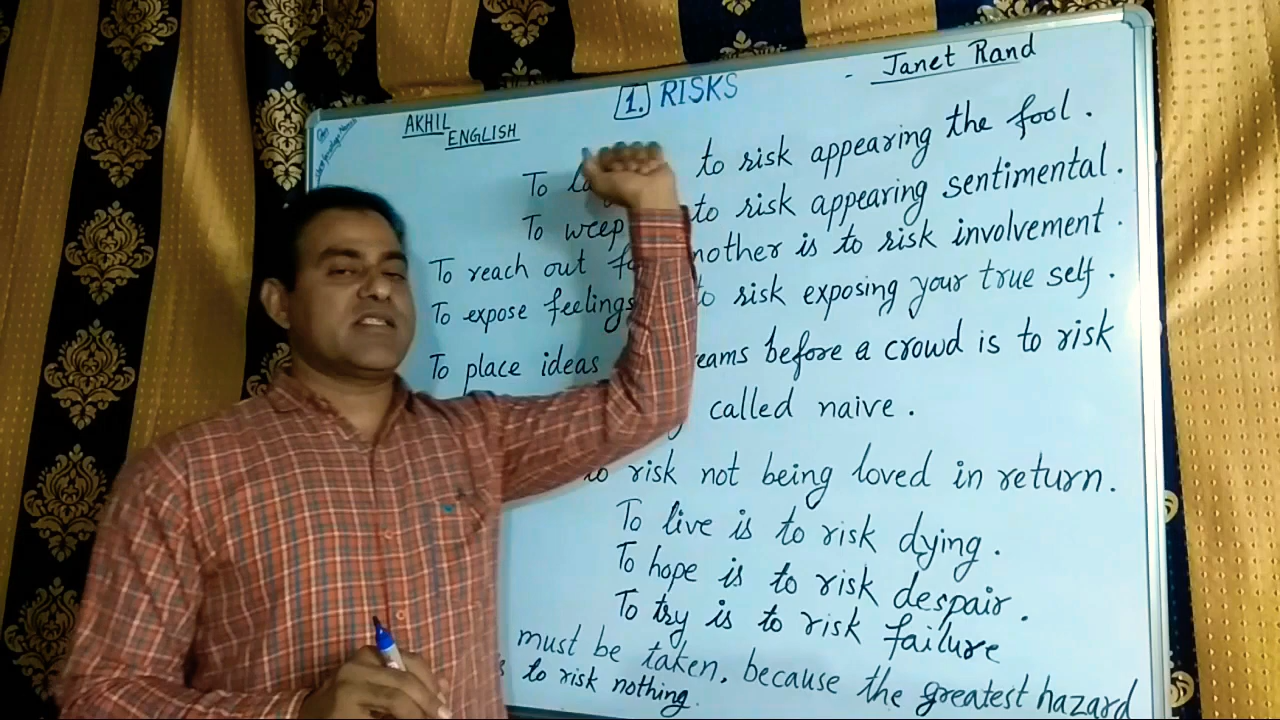 1. RISKS
- Janet Rand
AKHIL
ENGLISH
To to risk appearing the fool.
To weep to risk appearing sentimental.
To reach out another is to risk involvement.
To expose feelings to risk exposing your true self.
To place ideas before a crowd is to risk
called naive.
to risk not being loved in return.
To live is to risk dying.
To hope is to risk despair.
To try is to risk failure
must be taken, because the greatest hazard
to risk nothing.